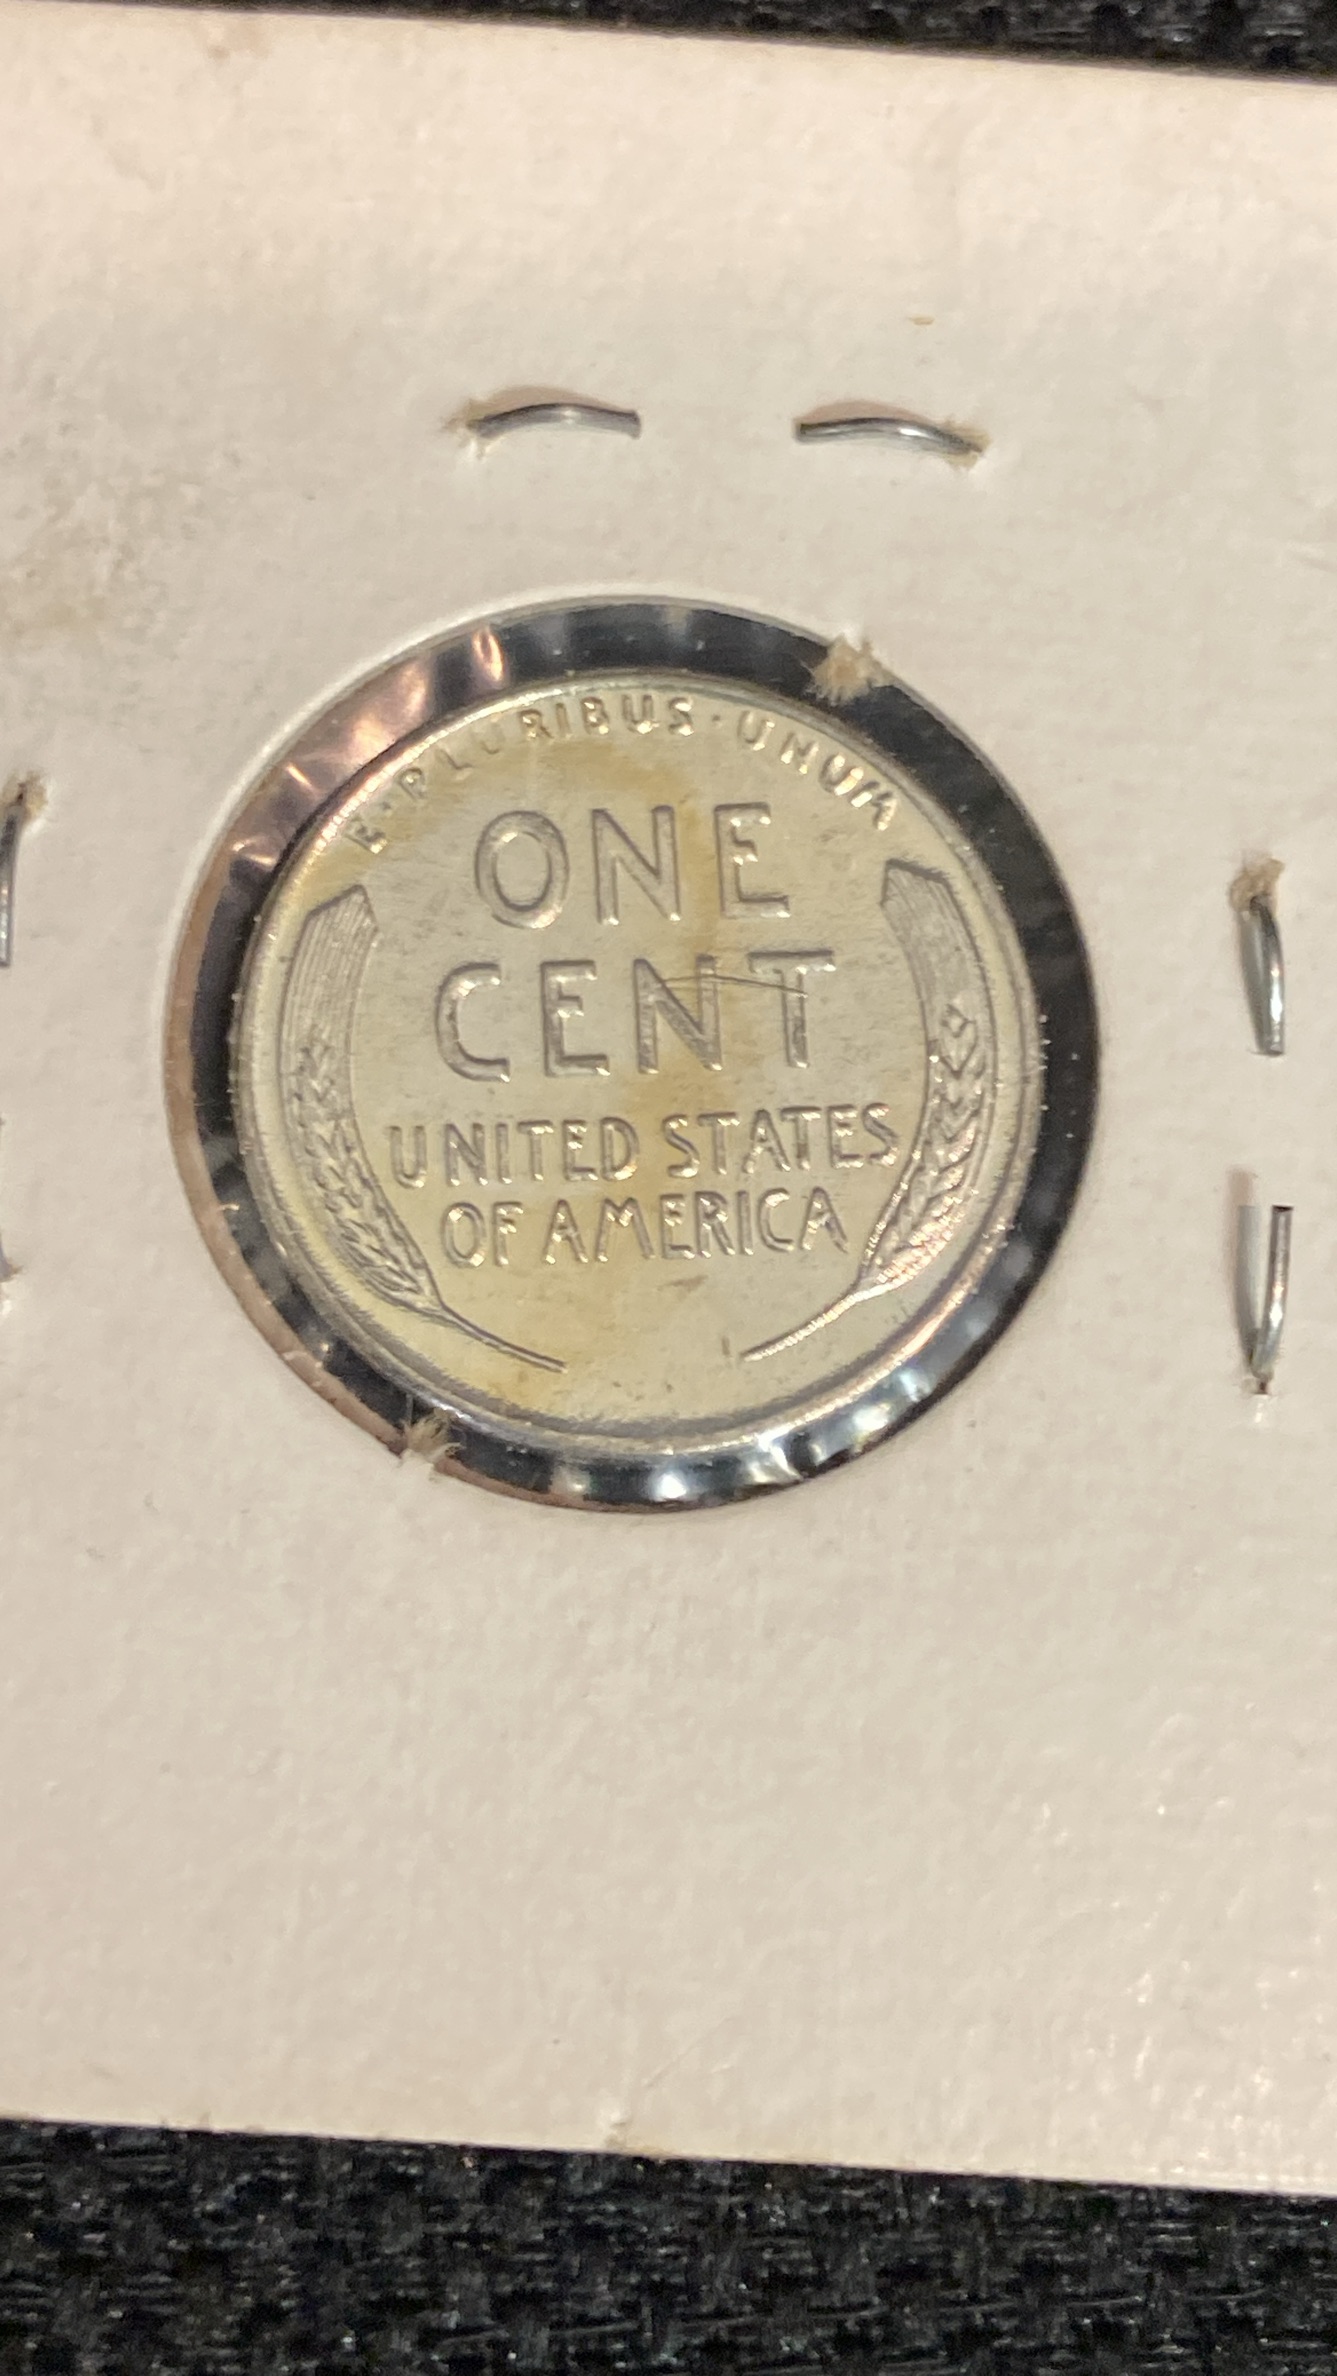 E·PLURIBUS·UNUM
ONE
CENT
UNITED STATES
OF AMERICA